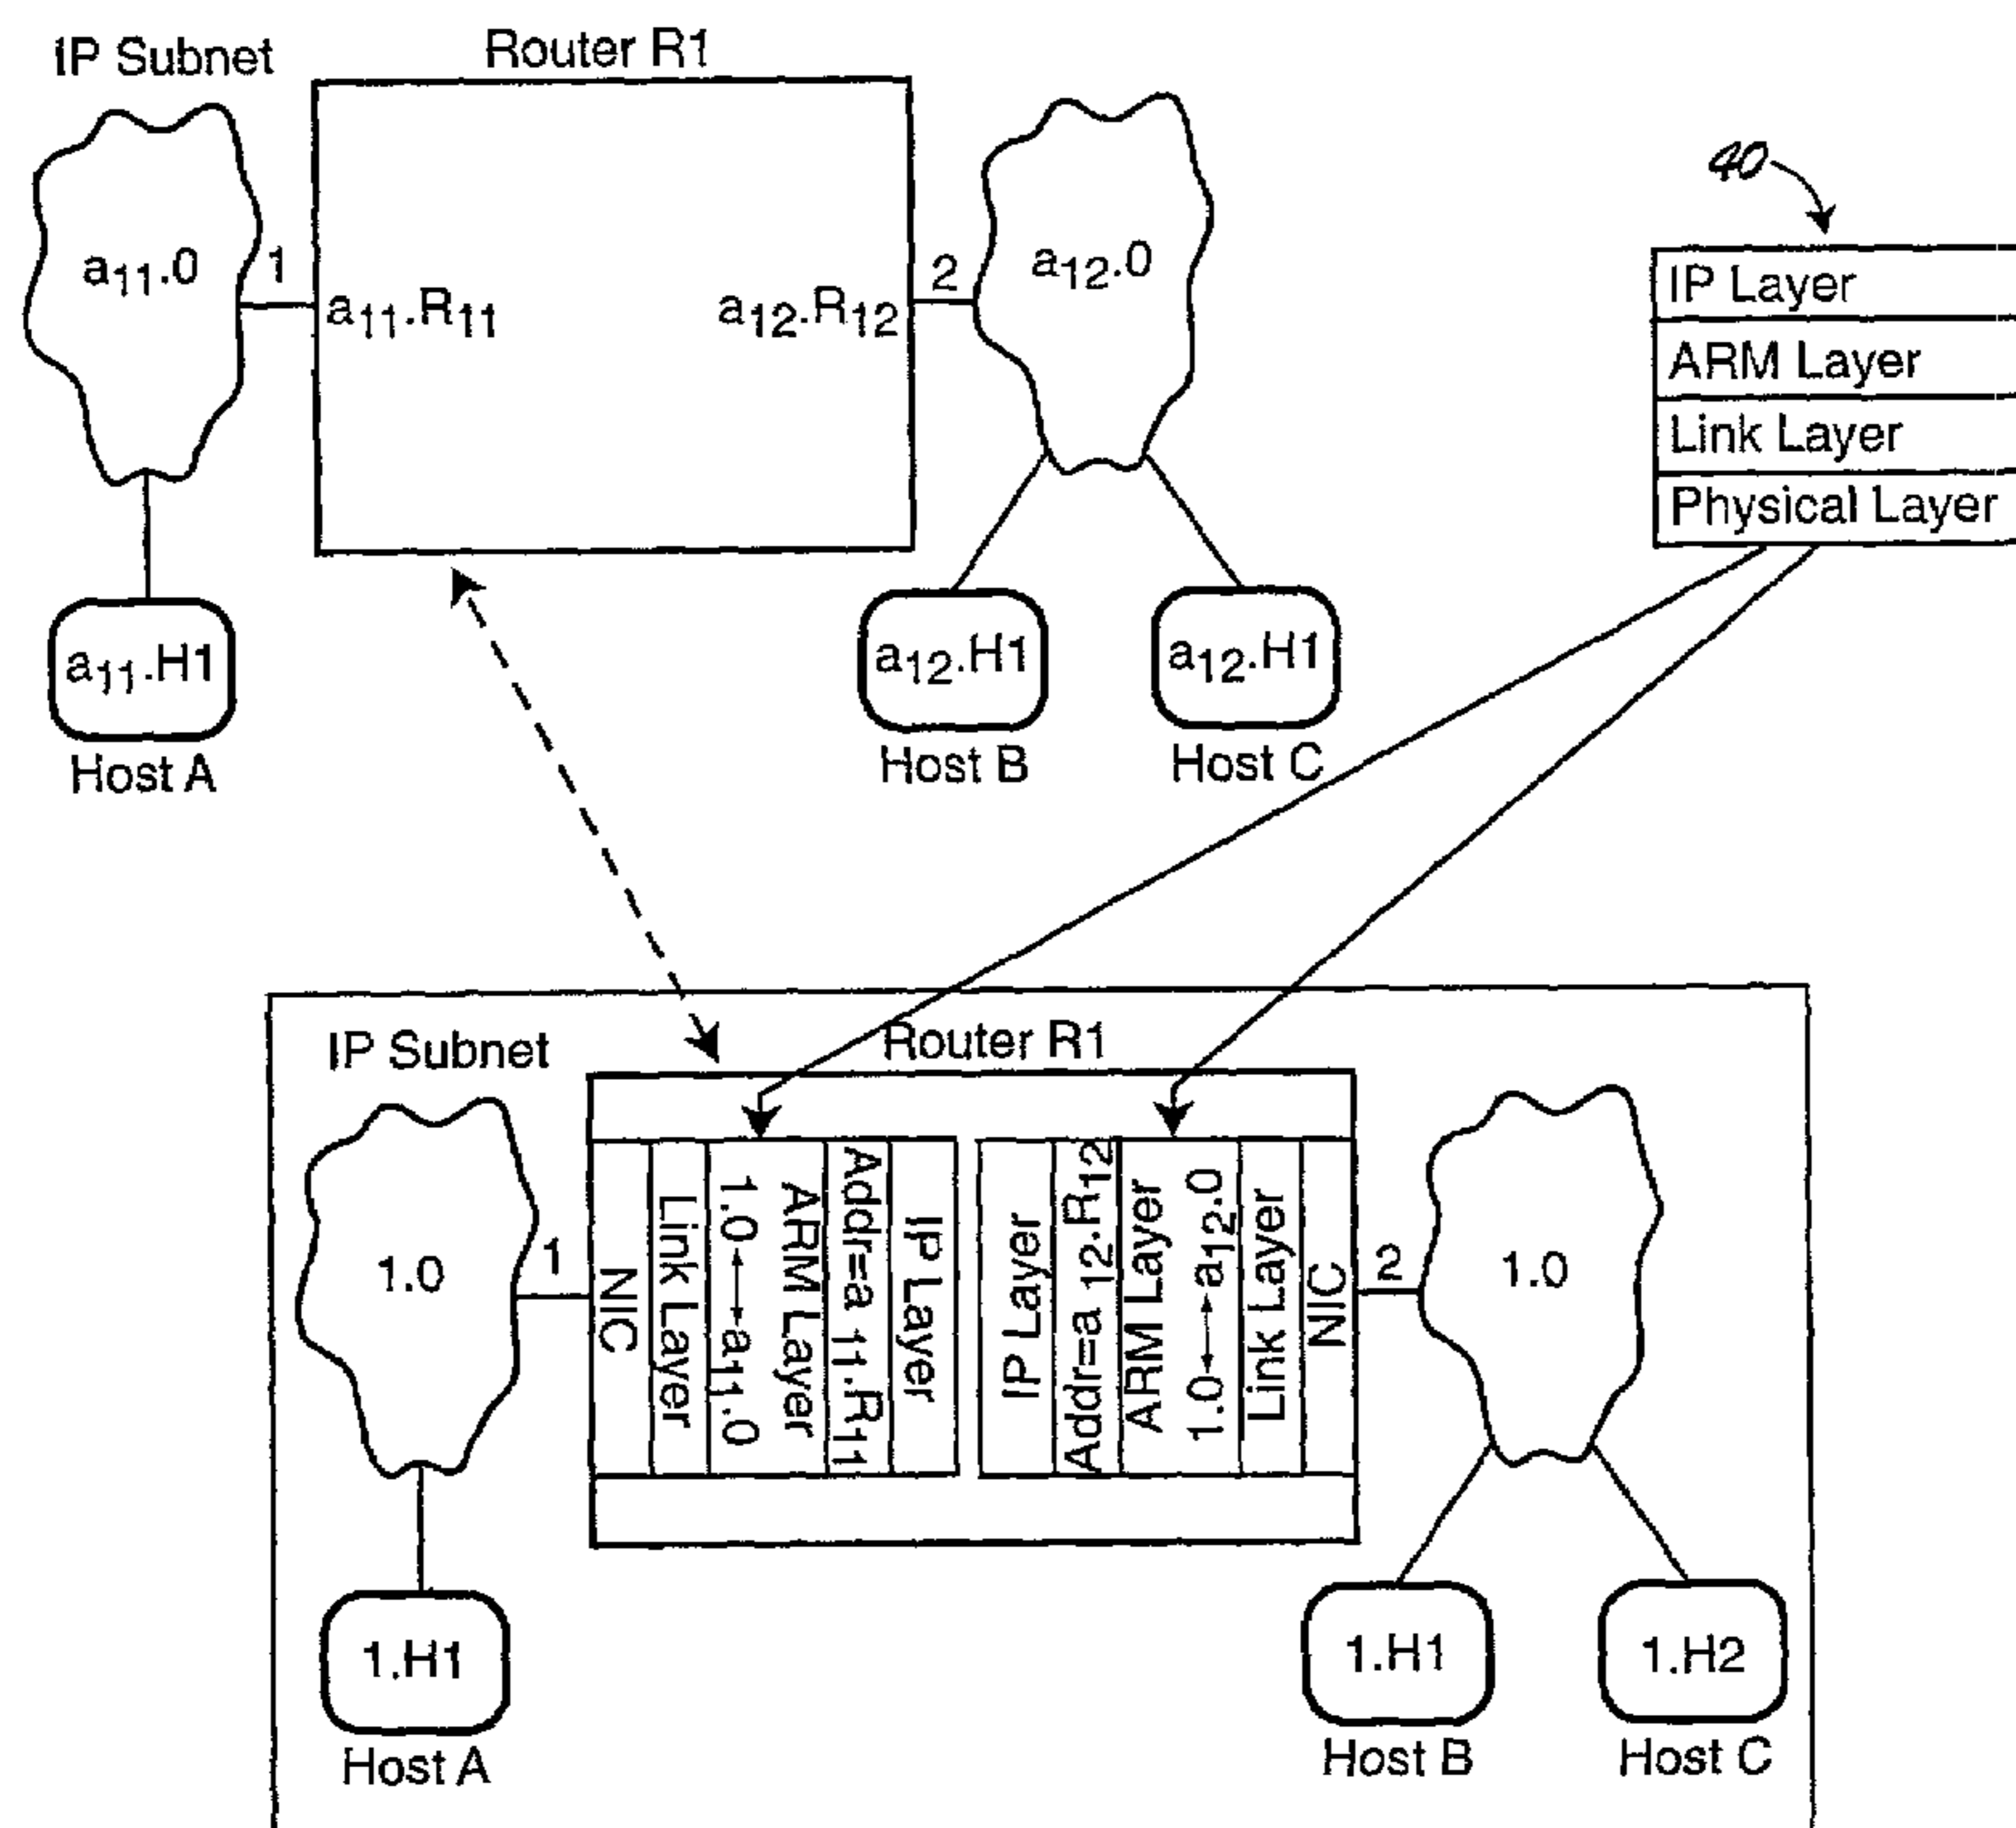 IP Subnet
Router R1
a11.0
1
a11.R11
a12.R12
2
a12.0
a11.H1
Host A
a12.H1
Host B
a12.H1
Host C
40
IP Layer
ARM Layer
Link Layer
Physical Layer
IP Subnet
Router R1
1.0
1
NIC
Link Layer
1.0 a11.0
ARM Layer
Addr=a 11.R11
IP Layer
IP Layer
Addr=a 12.R12
ARM Layer
1.0 a12.0
Link Layer
NIC
2
1.0
1.H1
Host A
1.H1
Host B
1.H2
Host C